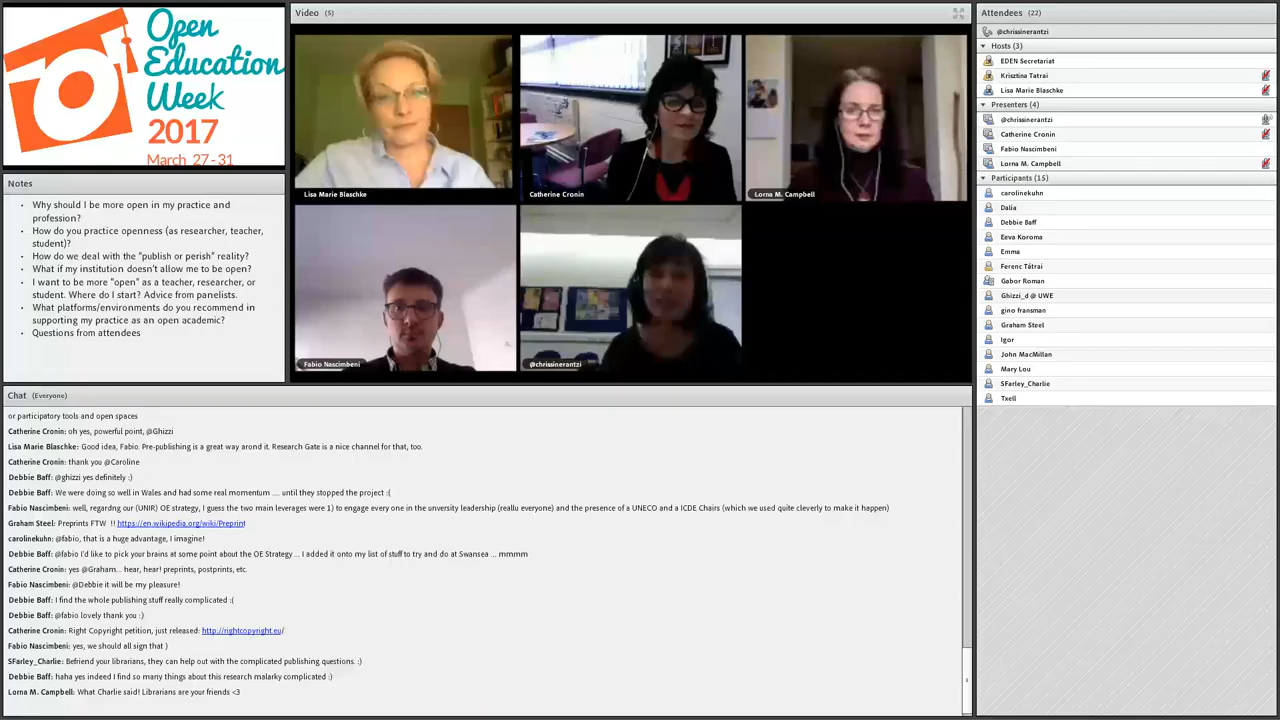 Open
Education
Week
2017
March 27-31
Notes
Why should I be more open in my practice and
profession?
How do you practice openness (as researcher, teacher,
student)?
How do we deal with the "publish or perish" reality?
What if my institution doesn't allow me to be open?
I want to be more "open" as a teacher, researcher, or
student. Where do I start? Advice from panelists.
What platforms/environments do you recommend in
supporting my practice as an open academic?
Questions from attendees
Video (5)
Lisa Marie Blaschke
Catherine Cronin
Lorna M. Campbell
Fabio Nascimbeni
@chrissinerantzi
Chat (Everyone)
or participatory tools and open spaces
Catherine Cronin: oh yes, powerful point, @Ghizzi
Lisa Marie Blaschke: Good idea, Fabio. Pre-publishing is a great way arond it. Research Gate is a nice channel for that, too.
Catherine Cronin: thank you @Caroline
Debbie Baff: @ghizzi yes definitely :)
Debbie Baff: We were doing so well in Wales and had some real momentum .... until they stopped the project :(
Fabio Nascimbeni: well, regardng our (UNIR) OE strategy, I guess the two main leverages were 1) to engage every one in the unversity leadership (reallu everyone) and the presence of a UNECO and a ICDE Chairs (which we used quite cleverly to make it happen)
Graham Steel: Preprints FTW !! https://en.wikipedia.org/wiki/Preprint
carolinekuhn: @fabio, that is a huge advantage, I imagine!
Debbie Baff: @fabio I'd like to pick your brains at some point about the OE Strategy ... I added it onto my list of stuff to try and do at Swansea ... mmmm
Catherine Cronin: yes @Graham... hear, hear! preprints, postprints, etc.
Fabio Nascimbeni: @Debbie it will be my pleasure!
Debbie Baff: I find the whole publishing stuff really complicated :(
Debbie Baff: @fabio lovely thank you :)
Catherine Cronin: Right Copyright petition, just released: http://rightcopyright.eu/
Fabio Nascimbeni: yes, we should all sign that )
SFarley_Charlie: Befriend your librarians, they can help out with the complicated publishing questions. :)
Debbie Baff: haha yes indeed I find so many things about this research malarky complicated :)
Lorna M. Campbell: What Charlie said! Librarians are your friends <3
Attendees (22)
@chrissinerantzi
Hosts (3)
EDEN Secretariat
Krisztina Tatrai
Lisa Marie Blaschke
Presenters (4)
@chrissinerantzi
Catherine Cronin
Fabio Nascimbeni
Lorna M. Campbell
Participants (15)
carolinekuhn
Dalia
Debbie Baff
Eeva Koroma
Emma
Ferenc Tátrai
Gabor Roman
Ghizzi_d @ UWE
gino fransman
Graham Steel
Igor
John MacMillan
Mary Lou
SFarley_Charlie
Txell